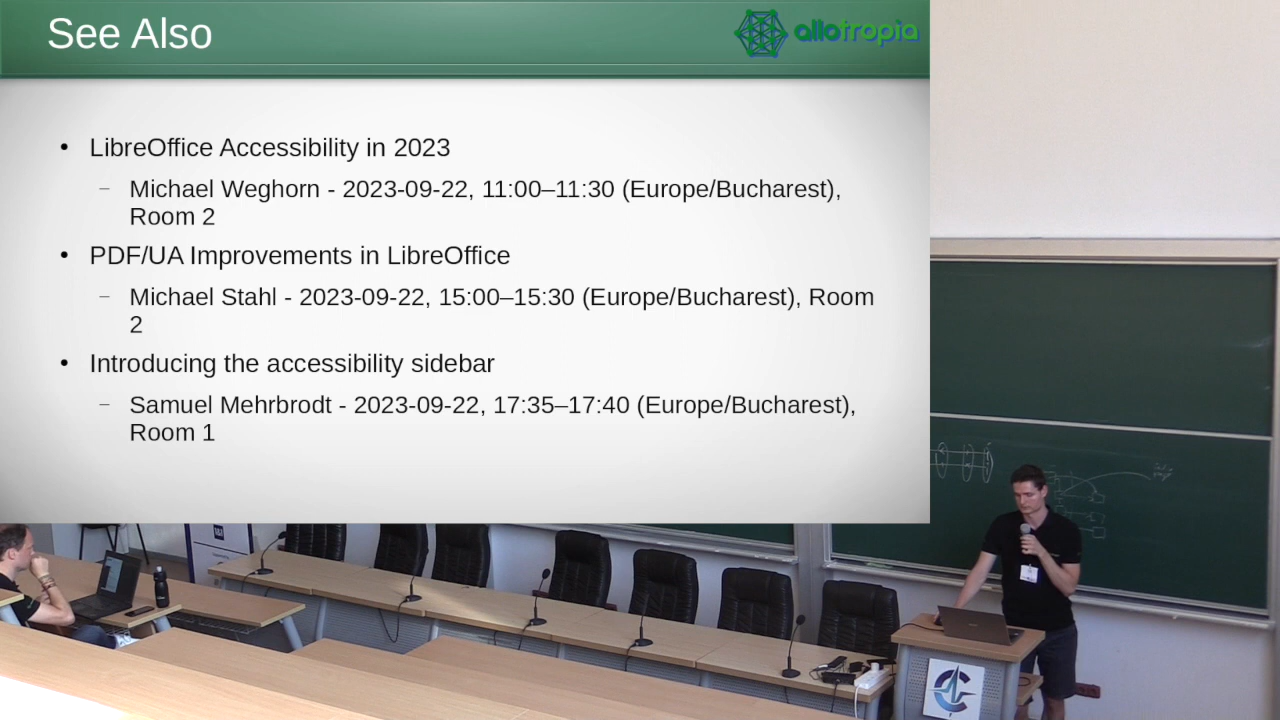 See Also
allotropia
• LibreOffice Accessibility in 2023
– Michael Weghorn - 2023-09-22, 11:00–11:30 (Europe/Bucharest),
Room 2
• PDF/UA Improvements in LibreOffice
– Michael Stahl - 2023-09-22, 15:00–15:30 (Europe/Bucharest), Room
2
• Introducing the accessibility sidebar
– Samuel Mehrbrodt - 2023-09-22, 17:35–17:40 (Europe/Bucharest),
Room 1